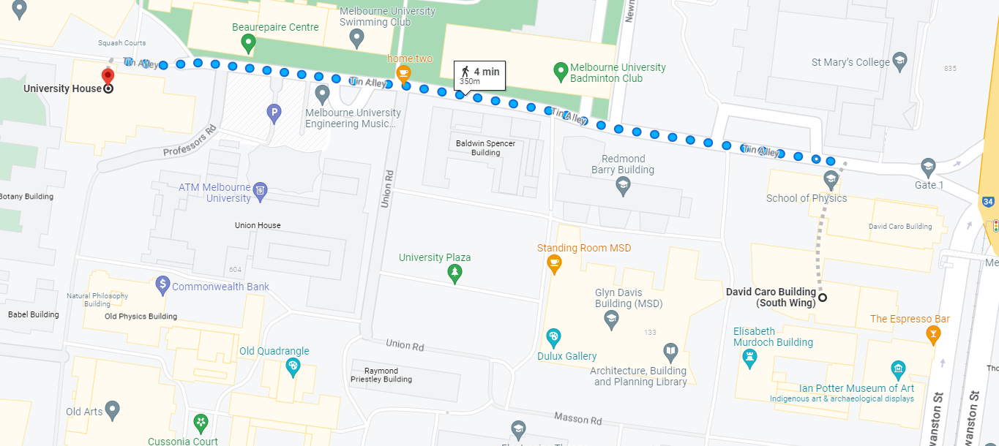 Melbourne University
Swimming Club
Beaurepaire Centre
Squash Courts
home two
4 min
350m
St Mary's College
835
Melbourne University
Badminton Club
Tin Alley
University House
Tin Alley
P
Melbourne University
Engineering Music...
Tin Alley
Professors Rd
Baldwin Spencer
Building
Redmond
Barry Building
Tin Alley
Gate 1
ATM Melbourne
University
Union Rd
School of Physics
34
Botany Building
Union House
David Caro Building
Standing Room MSD
University Plaza
604
Commonwealth Bank
Natural Philosophy
Building
Glyn Davis
Building (MSD)
David Caro Building
(South Wing)
Babel Building
Old Physics Building
133
The Espresso Bar
Elisabeth
Murdoch Building
Union Rd
Old Quadrangle
Dulux Gallery
Raymond
Priestley Building
Architecture, Building
and Planning Library
Ian Potter Museum of Art
Indigenous art & archaeological displays
Old Arts
Masson Rd
vanston St
vanston St
Cussonia Court